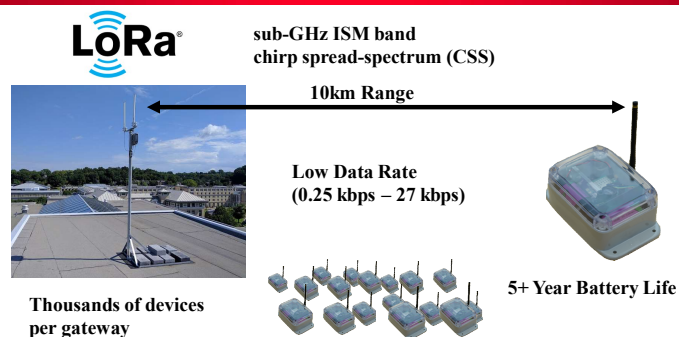 LoRa®
sub-GHz ISM band
chirp spread-spectrum (CSS)
10km Range
Low Data Rate
(0.25 kbps – 27 kbps)
5+ Year Battery Life
Thousands of devices
per gateway